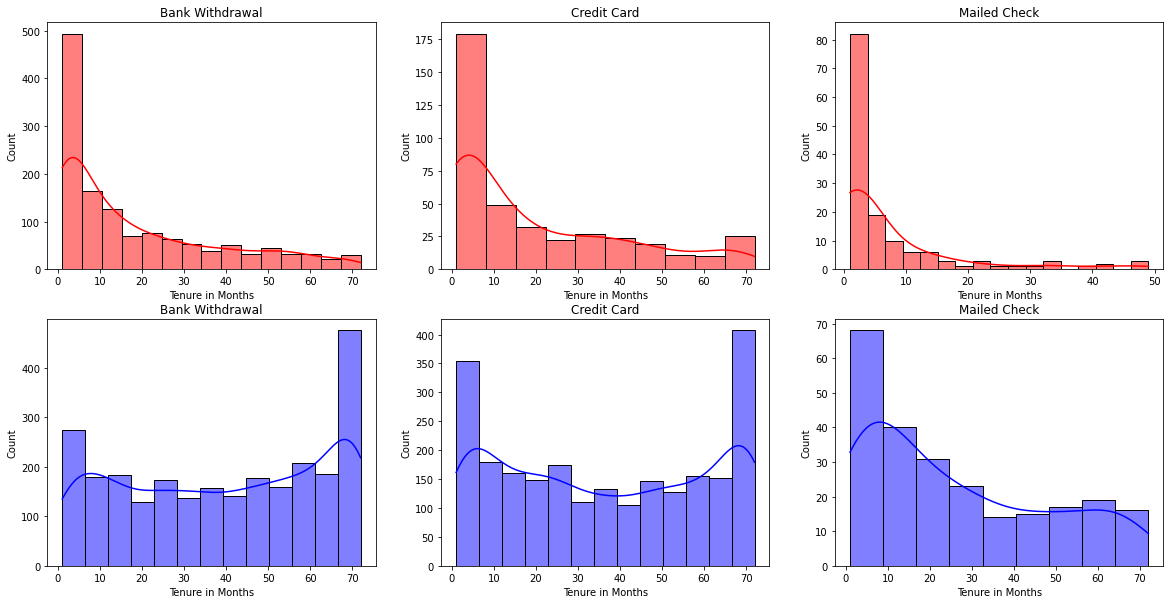 Bank Withdrawal
500
400
300
200
100
0
Count
0 10 20 30 40 50 60 70
Tenure in Months
Credit Card
175
150
125
100
75
50
25
0
Count
0 10 20 30 40 50 60 70
Tenure in Months
Mailed Check
80
70
60
50
40
30
20
10
0
Count
0 10 20 30 40 50
Tenure in Months
Bank Withdrawal
400
300
200
100
0
Count
0 10 20 30 40 50 60 70
Tenure in Months
Credit Card
400
350
300
250
200
150
100
50
0
Count
0 10 20 30 40 50 60 70
Tenure in Months
Mailed Check
70
60
50
40
30
20
10
0
Count
0 10 20 30 40 50 60 70
Tenure in Months